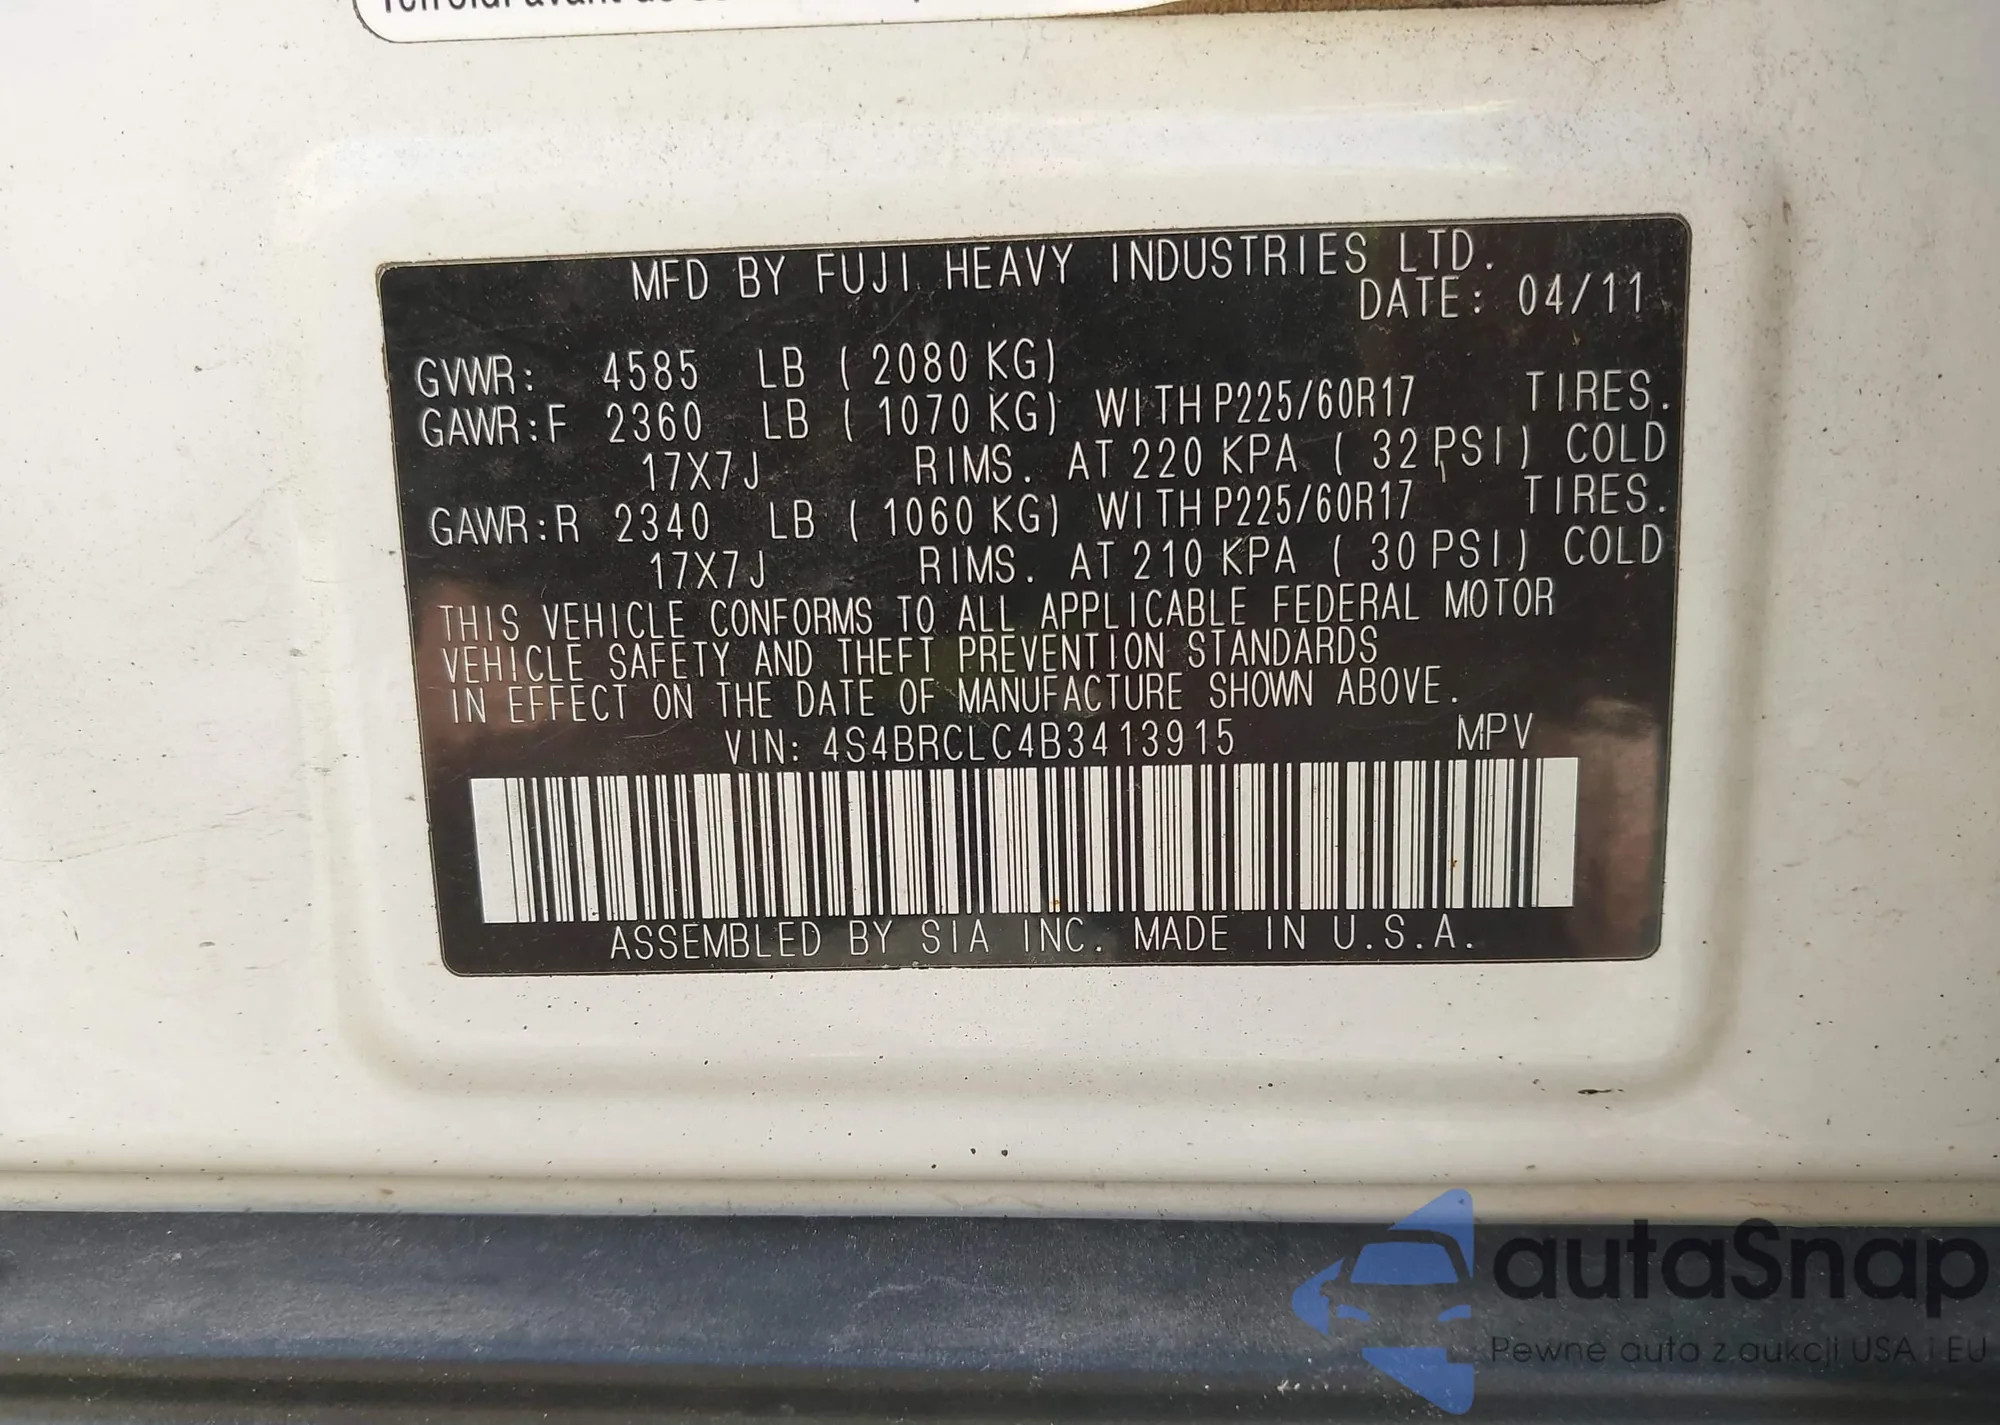 MFD BY FUJI HEAVY INDUSTRIES LTD.
DATE: 04/11
GVWR: 4585 LB (2080 KG)
GAWR:F 2360 LB (1070 KG) WITH P225/60R17 TIRES.
17X7J RIMS. AT 220 KPA (32 PSI) COLD
GAWR:R 2340 LB (1060 KG) WITH P225/60R17 TIRES.
17X7J RIMS. AT 210 KPA (30 PSI) COLD
THIS VEHICLE CONFORMS TO ALL APPLICABLE FEDERAL MOTOR
VEHICLE SAFETY AND THEFT PREVENTION STANDARDS
IN EFFECT ON THE DATE OF MANUFACTURE SHOWN ABOVE.
VIN: 4S4BRCLC4B3413915 MPV
ASSEMBLED BY SIA INC. MADE IN U.S.A.
autaSnap
Pewne auta z aukcji USA i EU